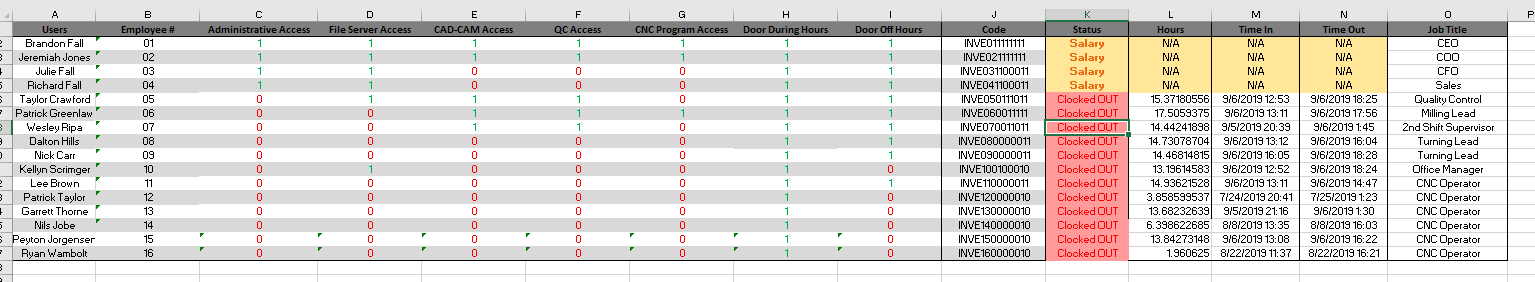 A B C D E F G H I J K L M N O P
Users Employee # Administrative Access File Server Access CAD-CAM Access QC Access CNC Program Access Door During Hours Door Off Hours Code Status Hours Time In Time Out Job Title
Brandon Fall 01 1 1 1 1 1 1 1 INVE011111111 Salary N/A N/A N/A CEO
Jeremiah Jones 02 1 1 1 1 1 1 1 INVE021111111 Salary N/A N/A N/A COO
Julie Fall 03 1 1 0 0 0 1 1 INVE031100011 Salary N/A N/A N/A CFO
Richard Fall 04 1 1 0 0 0 1 1 INVE041100011 Salary N/A N/A N/A Sales
Taylor Crawford 05 0 1 1 1 0 1 1 INVE050111011 Clocked OUT 15.37180556 9/6/2019 12:53 9/6/2019 18:25 Quality Control
Patrick Greenlaw 06 0 0 1 1 1 1 1 INVE060011111 Clocked OUT 17.5059375 9/6/2019 13:11 9/6/2019 17:56 Milling Lead
Wesley Ripa 07 0 0 1 1 0 1 1 INVE070011011 Clocked OUT 14.44241898 9/5/2019 20:39 9/6/2019 1:45 2nd Shift Supervisor
Dalton Hills 08 0 0 0 0 0 1 1 INVE080000011 Clocked OUT 14.73078704 9/6/2019 13:12 9/6/2019 16:04 Turning Lead
Nick Carr 09 0 0 0 0 0 1 1 INVE090000011 Clocked OUT 14.46814815 9/6/2019 16:05 9/6/2019 18:28 Turning Lead
Kellyn Scrimger 10 0 1 0 0 0 1 0 INVE100100010 Clocked OUT 13.19614583 9/6/2019 12:52 9/6/2019 18:24 Office Manager
Lee Brown 11 0 0 0 0 0 1 1 INVE110000011 Clocked OUT 14.93621528 9/6/2019 13:11 9/6/2019 14:47 CNC Operator
Patrick Taylor 12 0 0 0 0 0 1 0 INVE120000010 Clocked OUT 3.858599537 7/24/2019 20:41 7/25/2019 1:23 CNC Operator
Garrett Thorne 13 0 0 0 0 0 1 0 INVE130000010 Clocked OUT 13.68232639 9/5/2019 21:16 9/6/2019 1:30 CNC Operator
Nils Jobe 14 0 0 0 0 0 1 0 INVE140000010 Clocked OUT 6.398622685 8/8/2019 13:35 8/8/2019 16:03 CNC Operator
Peyton Jorgensen 15 0 0 0 0 0 1 0 INVE150000010 Clocked OUT 13.84273148 9/6/2019 13:08 9/6/2019 16:22 CNC Operator
Ryan Wambolt 16 0 0 0 0 0 1 0 INVE160000010 Clocked OUT 1.960625 8/22/2019 11:37 8/22/2019 16:21 CNC Operator